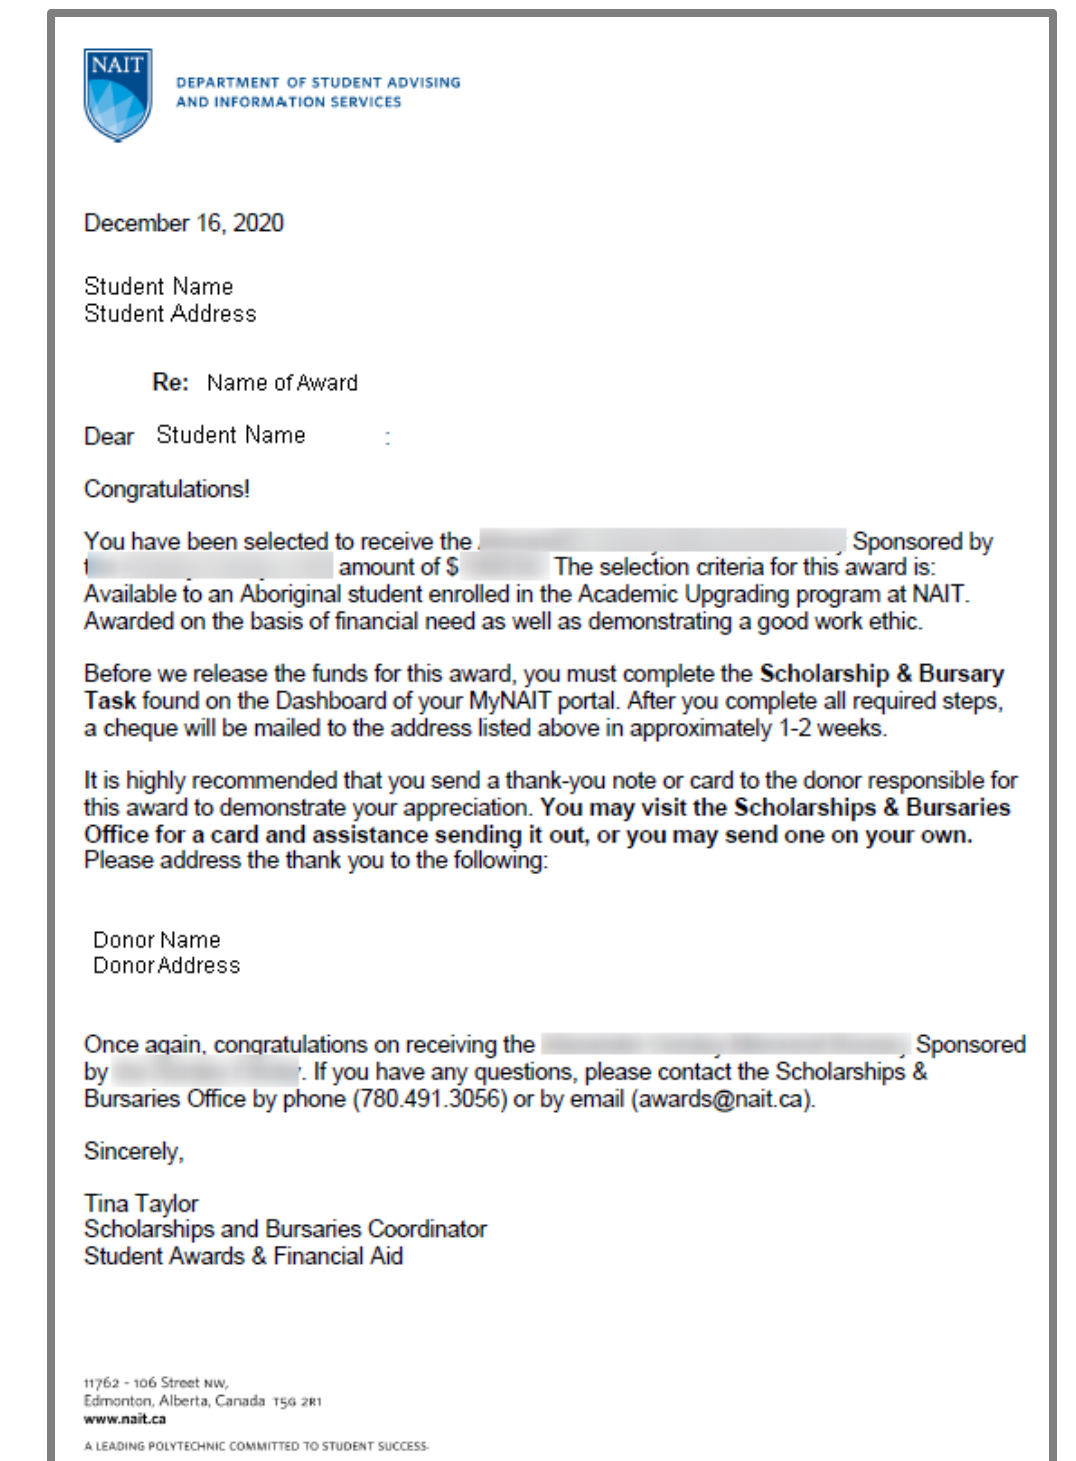 NAIT
DEPARTMENT OF STUDENT ADVISING
AND INFORMATION SERVICES
December 16, 2020
Student Name
Student Address
Re: Name of Award
Dear Student Name :
Congratulations!
You have been selected to receive the Sponsored by
amount of $ The selection criteria for this award is:
Available to an Aboriginal student enrolled in the Academic Upgrading program at NAIT.
Awarded on the basis of financial need as well as demonstrating a good work ethic.
Before we release the funds for this award, you must complete the Scholarship & Bursary
Task found on the Dashboard of your MyNAIT portal. After you complete all required steps,
a cheque will be mailed to the address listed above in approximately 1-2 weeks.
It is highly recommended that you send a thank-you note or card to the donor responsible for
this award to demonstrate your appreciation. You may visit the Scholarships & Bursaries
Office for a card and assistance sending it out, or you may send one on your own.
Please address the thank you to the following:
Donor Name
Donor Address
Once again, congratulations on receiving the Sponsored
by . If you have any questions, please contact the Scholarships &
Bursaries Office by phone (780.491.3056) or by email (awards@nait.ca).
Sincerely,
Tina Taylor
Scholarships and Bursaries Coordinator
Student Awards & Financial Aid
11762 - 106 Street NW,
Edmonton, Alberta, Canada T5G 2R1
www.nait.ca
A LEADING POLYTECHNIC COMMITTED TO STUDENT SUCCESS.